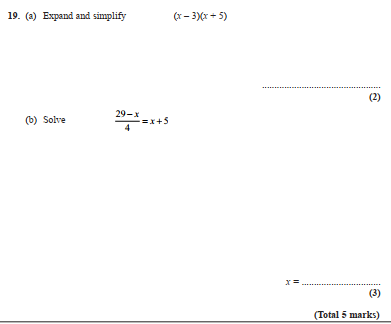 19. (a) Expand and simplify (x – 3)(x + 5)
..........................................
(2)
(b) Solve 29 – x / 4 = x + 5
x = ............................
(3)
(Total 5 marks)